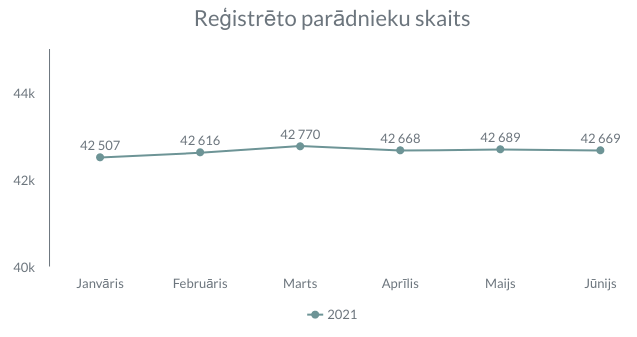 Reģistrēto parādnieku skaits
44k
42k
40k
42 507
42 616
42 770
42 668
42 689
42 669
Janvāris
Februāris
Marts
Aprīlis
Maijs
Jūnijs
2021